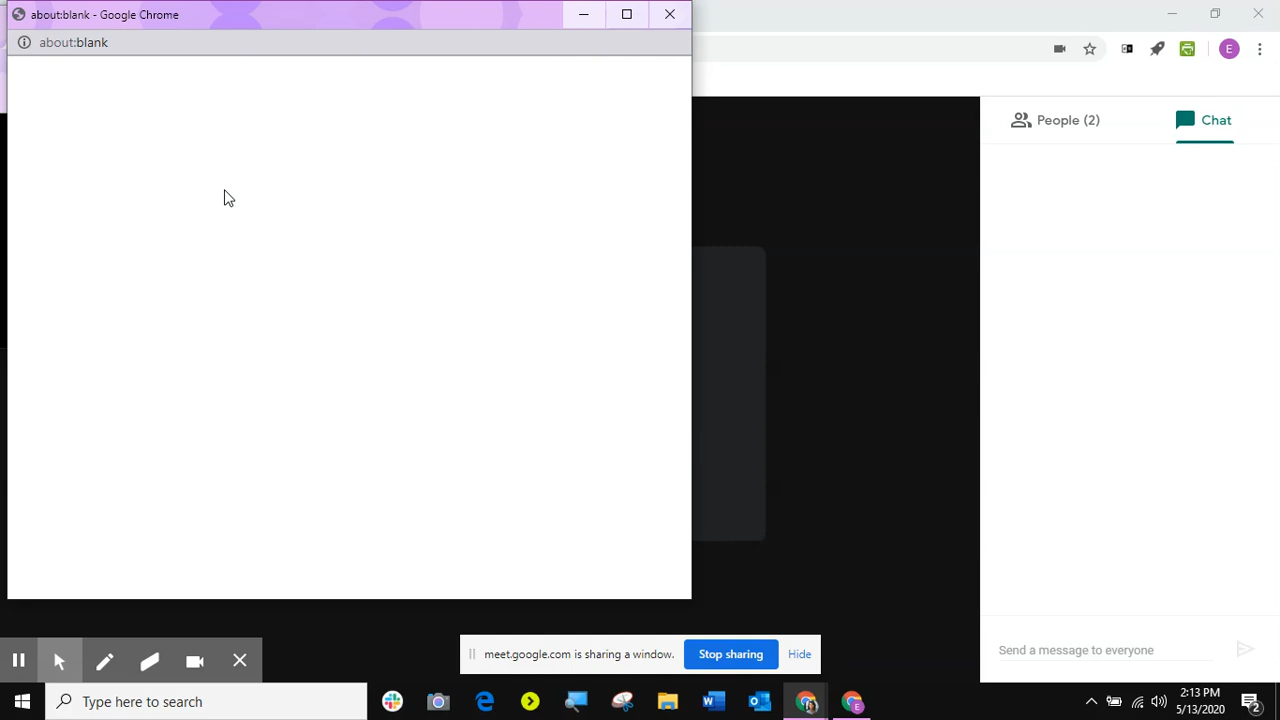 about:blank - Google Chrome
about:blank
E
People (2)
Chat
Send a message to everyone
meet.google.com is sharing a window.
Stop sharing
Hide
Type here to search
E
2:13 PM
5/13/2020
2